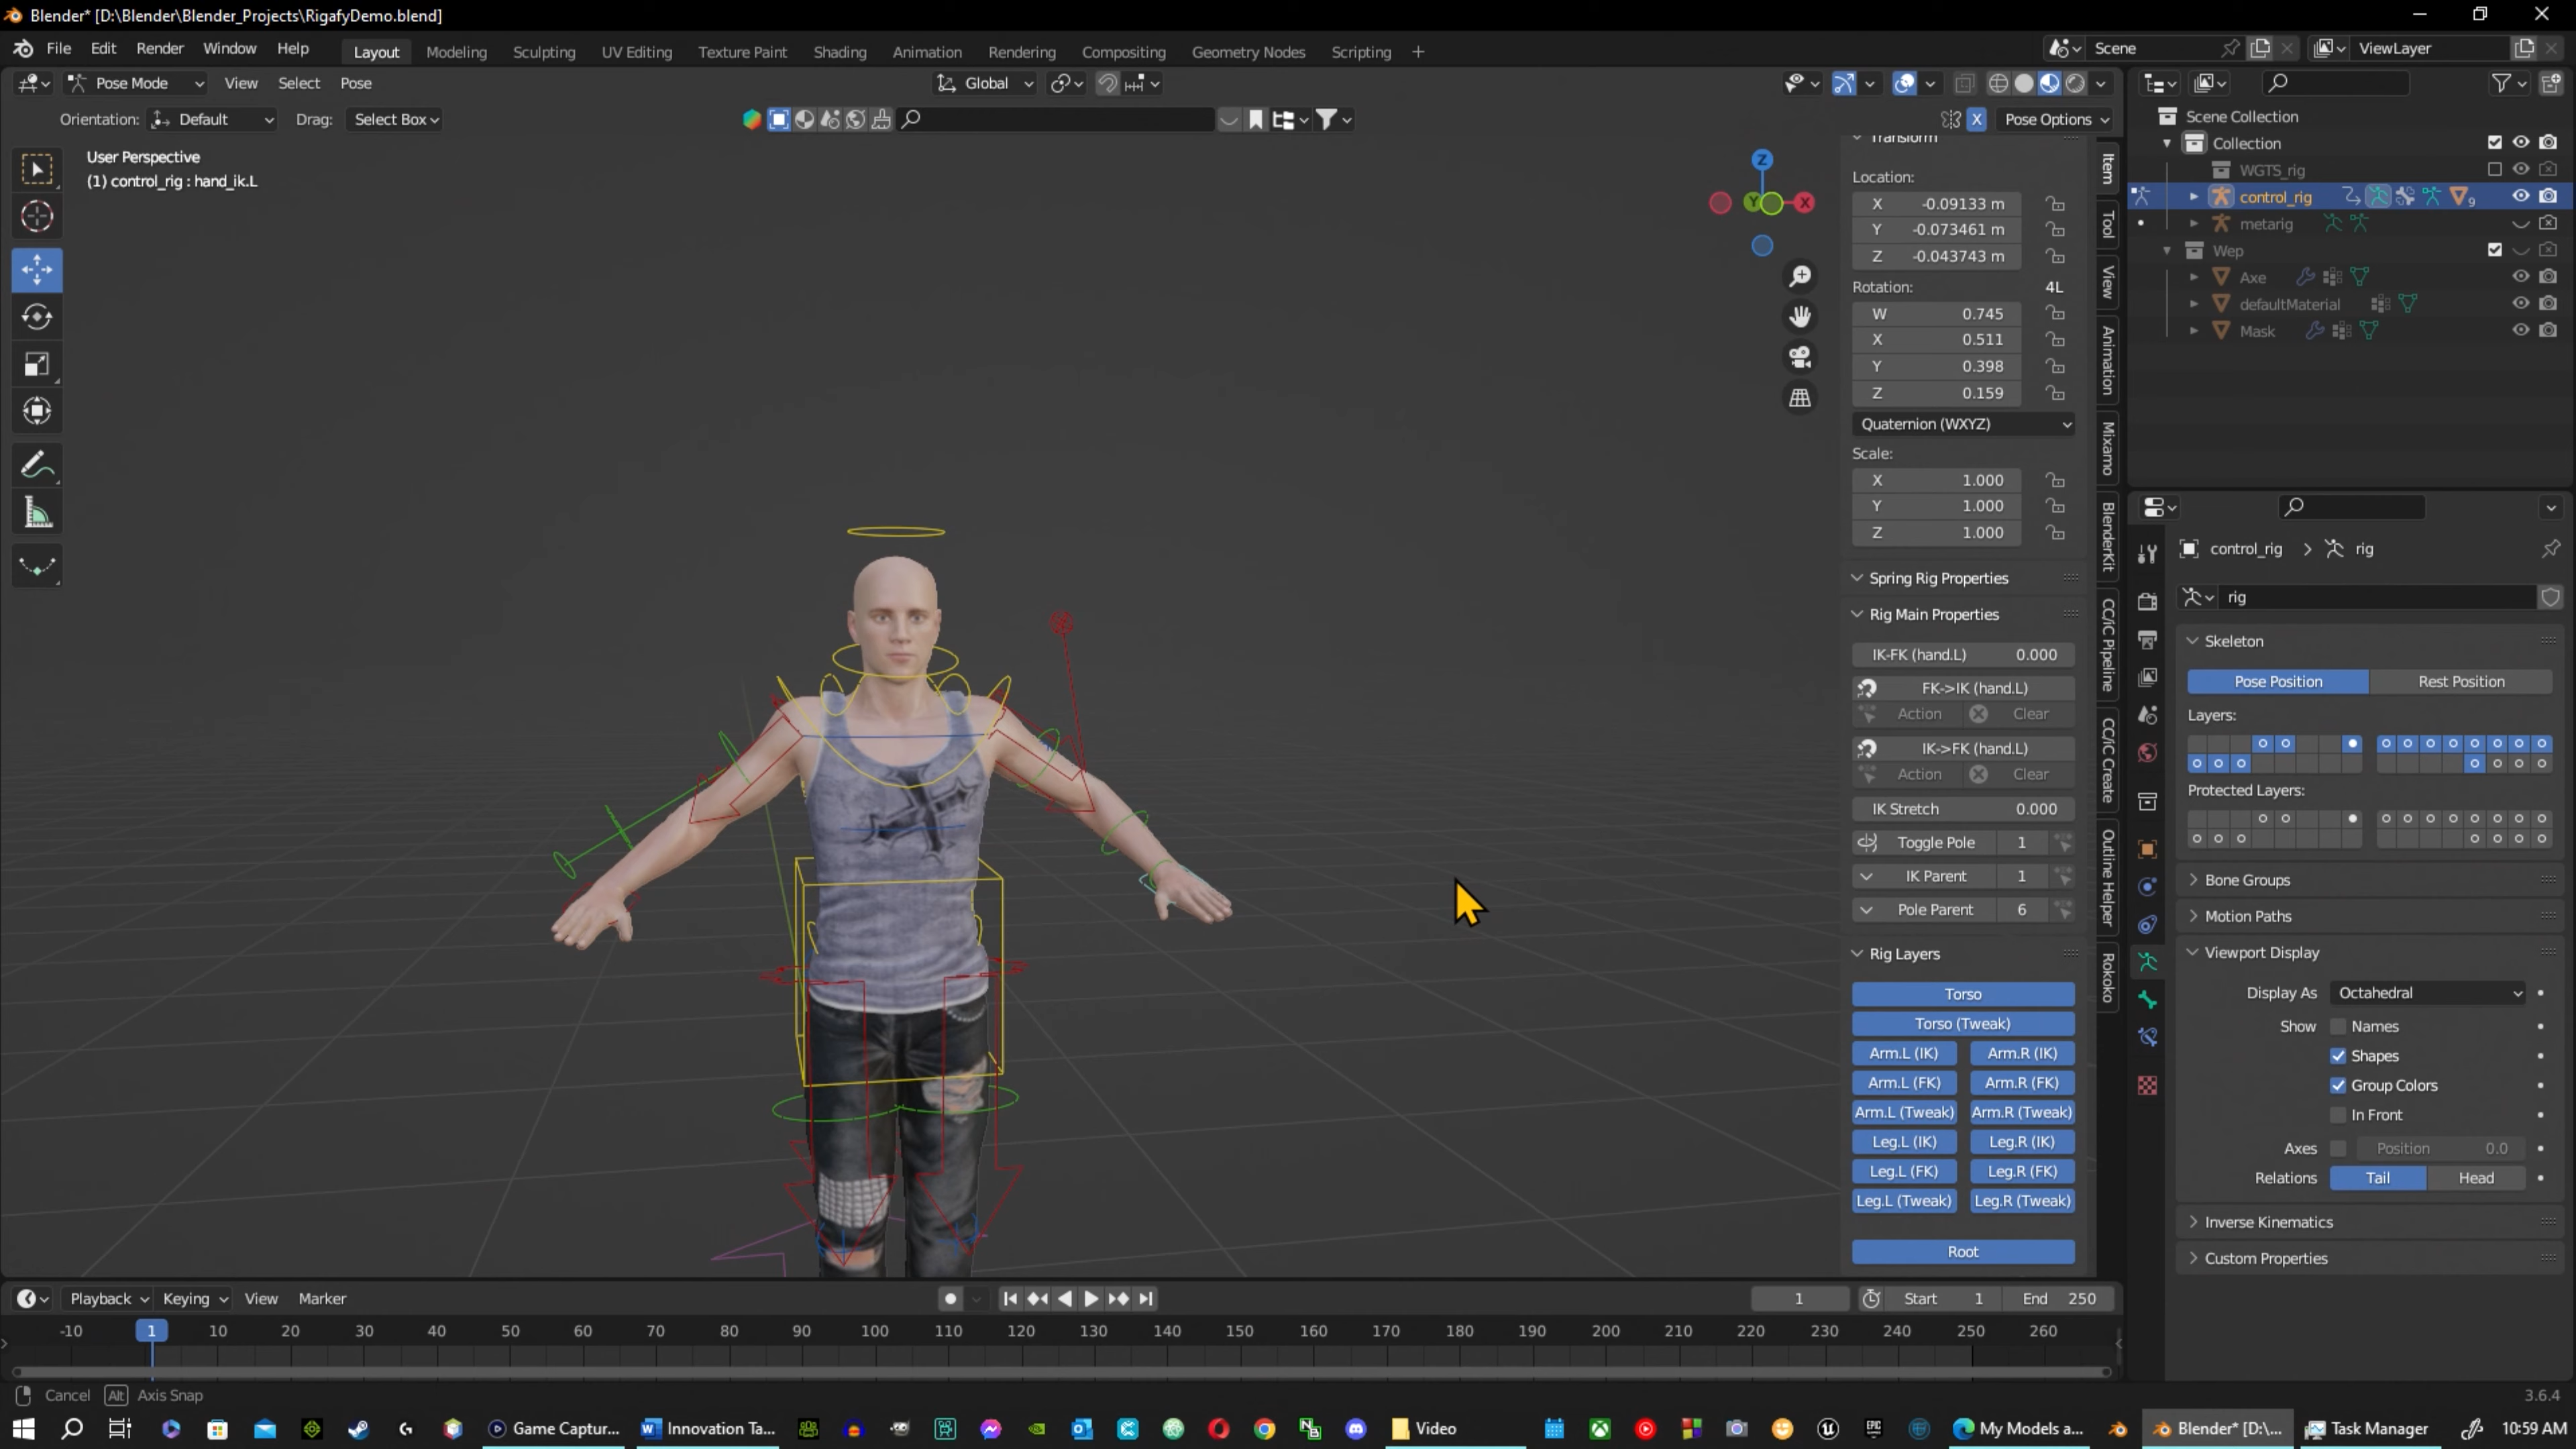 Blender* [D:\Blender\Blender_Projects\RigafyDemo.blend]
File Edit Render Window Help Layout Modeling Sculpting UV Editing Texture Paint Shading Animation Rendering Compositing Geometry Nodes Scripting + Scene ViewLayer
Pose Mode View Select Pose Global
Orientation: Default Drag: Select Box X Pose Options
User Perspective
(1) control_rig : hand_ik.L
Z
Y X
Transform
Location:
X -0.09133 m
Y -0.073461 m
Z -0.043743 m
Rotation: 4L
W 0.745
X 0.511
Y 0.398
Z 0.159
Quaternion (WXYZ)
Scale:
X 1.000
Y 1.000
Z 1.000
Spring Rig Properties
Rig Main Properties
IK-FK (hand.L) 0.000
FK->IK (hand.L)
Action Clear
IK->FK (hand.L)
Action Clear
IK Stretch 0.000
Toggle Pole 1
IK Parent 1
Pole Parent 6
Rig Layers
Torso
Torso (Tweak)
Arm.L (IK) Arm.R (IK)
Arm.L (FK) Arm.R (FK)
Arm.L (Tweak) Arm.R (Tweak)
Leg.L (IK) Leg.R (IK)
Leg.L (FK) Leg.R (FK)
Leg.L (Tweak) Leg.R (Tweak)
Root
Item
Tool
View
Animation
Mixamo
BlenderKit
CC/iC Pipeline
CC/iC Create
Outline Helper
Rokoko
Scene Collection
Collection
WGTS_rig
control_rig 9
metarig
Wep
Axe
defaultMaterial
Mask
control_rig > rig
rig
Skeleton
Pose Position Rest Position
Layers:
Protected Layers:
Bone Groups
Motion Paths
Viewport Display
Display As Octahedral
Show Names
Shapes
Group Colors
In Front
Axes Position 0.0
Relations Tail Head
Inverse Kinematics
Custom Properties
Playback Keying View Marker 1 Start 1 End 250
-10 1 10 20 30 40 50 60 70 80 90 100 110 120 130 140 150 160 170 180 190 200 210 220 230 240 250 260
Cancel Alt Axis Snap 3.6.4
Game Captur... Innovation Ta... Video My Models a... Blender* [D:\... Task Manager 10:59 AM